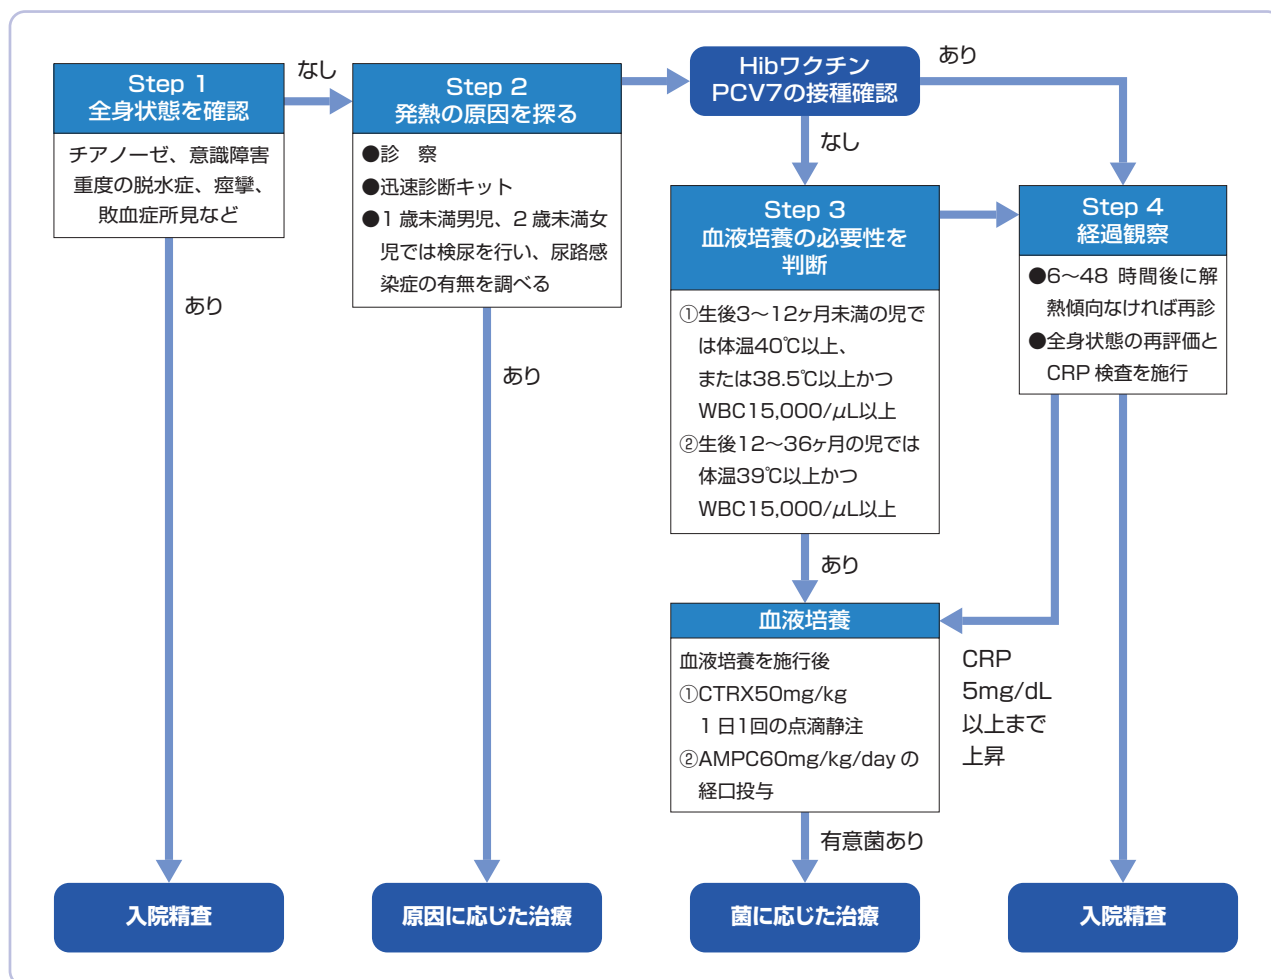 Step 1
全身状態を確認
チアノーゼ、意識障害
重度の脱水症、痙攣、
敗血症所見など
なし
あり
入院精査
Step 2
発熱の原因を探る
●診　察
●迅速診断キット
●1歳未満男児、2歳未満女
児では検尿を行い、尿路感
染症の有無を調べる
あり
原因に応じた治療
Hibワクチン
PCV7の接種確認
あり
なし
Step 3
血液培養の必要性を
判断
①生後3～12ヶ月未満の児で
は体温40℃以上、
または38.5℃以上かつ
WBC15,000/μL以上
②生後12～36ヶ月の児では
体温39℃以上かつ
WBC15,000/μL以上
あり
血液培養
血液培養を施行後
①CTRX50mg/kg
1日1回の点滴静注
②AMPC60mg/kg/dayの
経口投与
有意菌あり
菌に応じた治療
Step 4
経過観察
●6～48 時間後に解
熱傾向なければ再診
●全身状態の再評価と
CRP検査を施行
CRP
5mg/dL
以上まで
上昇
入院精査